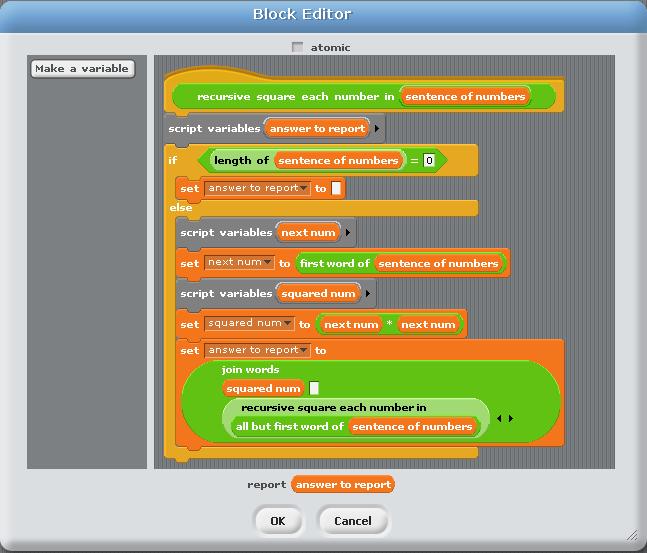 Block Editor
atomic
Make a variable
recursive square each number in sentence of numbers
script variables answer to report
if length of sentence of numbers = 0
set answer to report to
else
script variables next num
set next num to first word of sentence of numbers
script variables squared num
set squared num to next num * next num
set answer to report to
join words
squared num
recursive square each number in
all but first word of sentence of numbers
report answer to report
OK Cancel